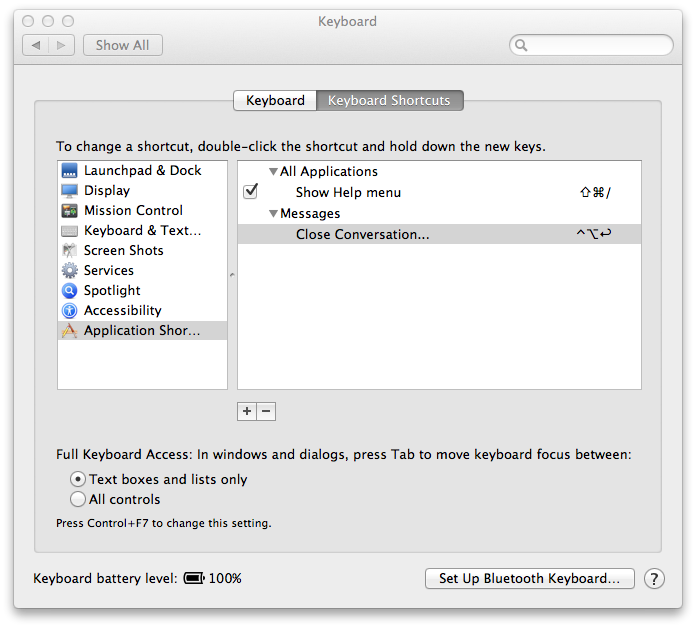 Keyboard
Show All
Keyboard Keyboard Shortcuts
To change a shortcut, double-click the shortcut and hold down the new keys.
Launchpad & Dock
Display
Mission Control
Keyboard & Text...
Screen Shots
Services
Spotlight
Accessibility
Application Shor...
All Applications
Show Help menu ⇧⌘/
Messages
Close Conversation... ^⌥↩
+ −
Full Keyboard Access: In windows and dialogs, press Tab to move keyboard focus between:
Text boxes and lists only
All controls
Press Control+F7 to change this setting.
Keyboard battery level: 100%
Set Up Bluetooth Keyboard... ?